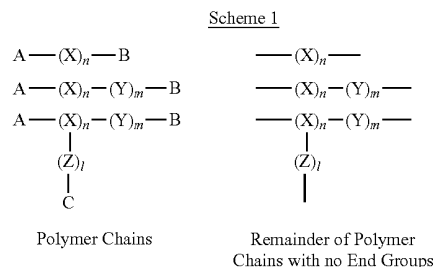 Scheme 1
A—(X)n—B —(X)n—
A—(X)n—(Y)m—B —(X)n—(Y)m—
A—(X)n—(Y)m—B —(X)n—(Y)m—
(Z)l (Z)l
C
Polymer Chains Remainder of Polymer
Chains with no End Groups